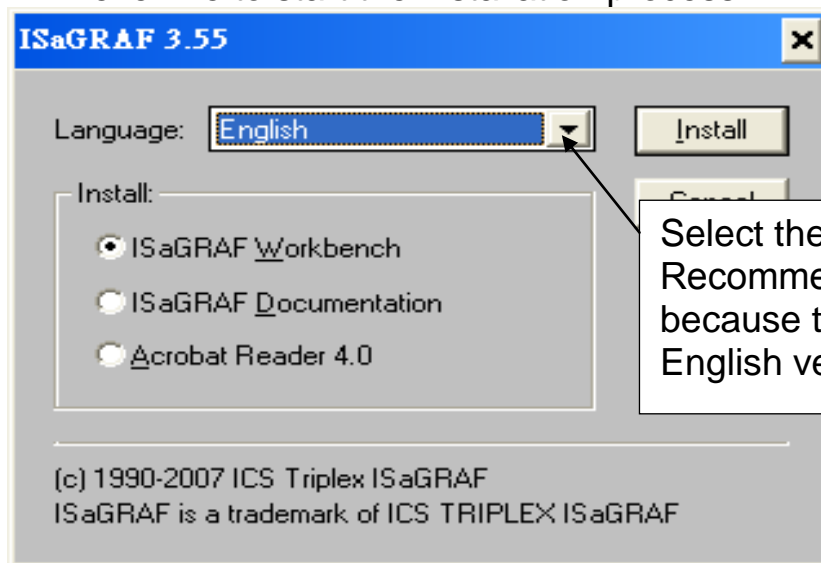 ISaGRAF 3.55
Language: English
Install
Install:
Cancel
ISaGRAF Workbench
ISaGRAF Documentation
Acrobat Reader 4.0
Select the
because
English
(c) 1990-2007 ICS Triplex ISaGRAF
ISaGRAF is a trademark of ICS TRIPLEX ISaGRAF